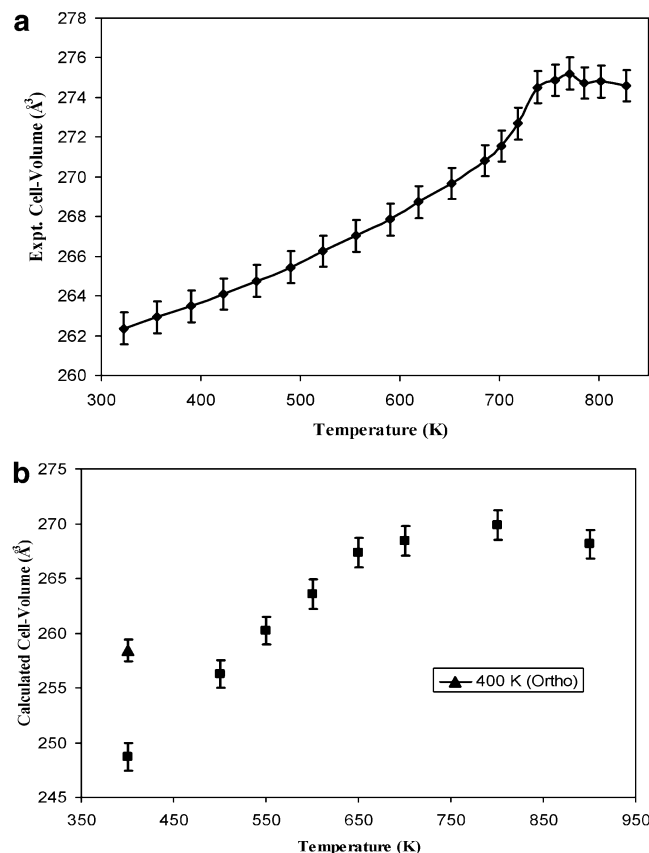 a
278
276
274
272
270
268
266
264
262
260
Expt. Cell-Volume (Å³)
300 400 500 600 700 800
Temperature (K)
b
275
270
265
260
255
250
245
Calculated Cell-Volume (Å³)
400 K (Ortho)
350 450 550 650 750 850 950
Temperature (K)